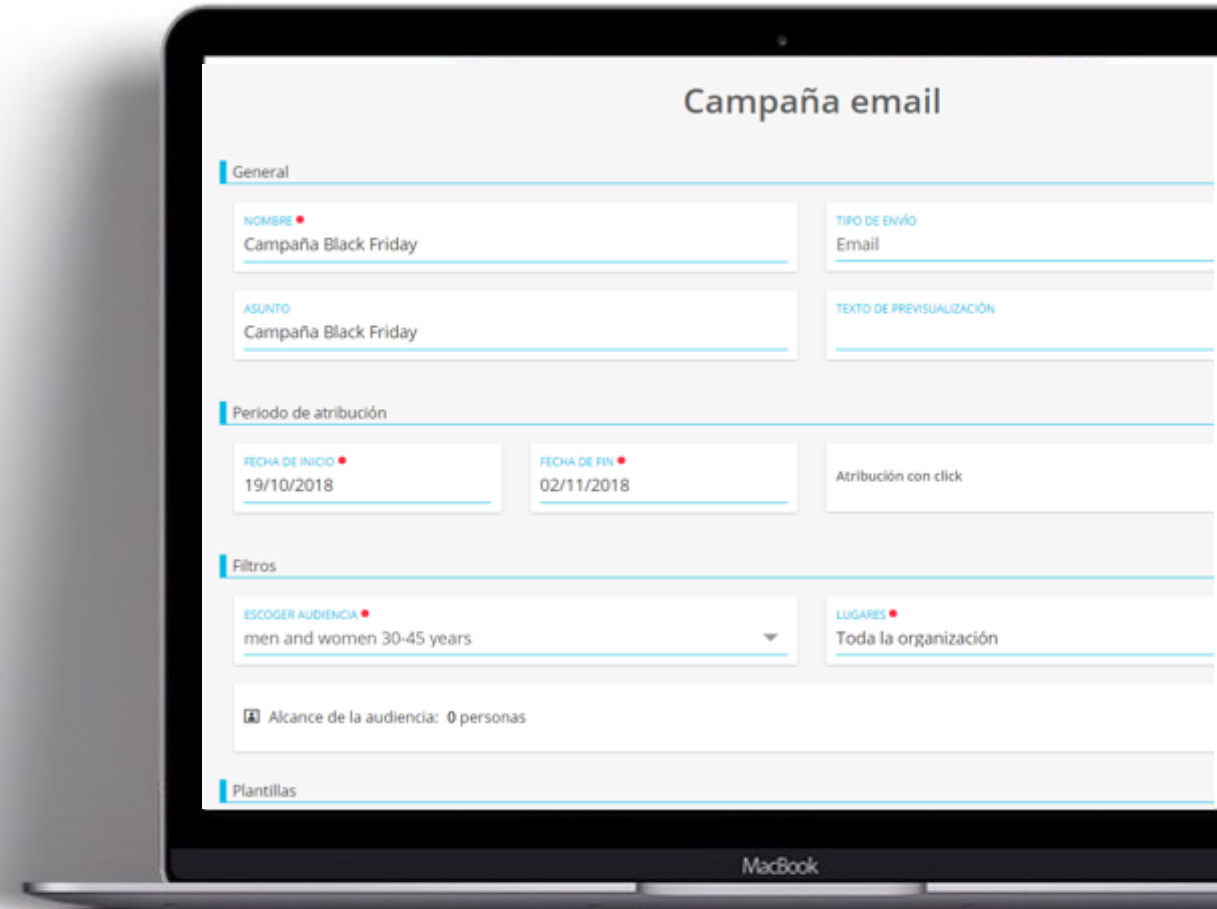 Campaña email
General
NOMBRE
Campaña Black Friday
TIPO DE ENVÍO
Email
ASUNTO
Campaña Black Friday
TEXTO DE PREVISUALIZACIÓN
Periodo de atribución
FECHA DE INICIO
19/10/2018
FECHA DE FIN
02/11/2018
Atribución con click
Filtros
ESCOGER AUDIENCIA
men and women 30-45 years
LUGARES
Toda la organización
Alcance de la audiencia: 0 personas
Plantillas
MacBook